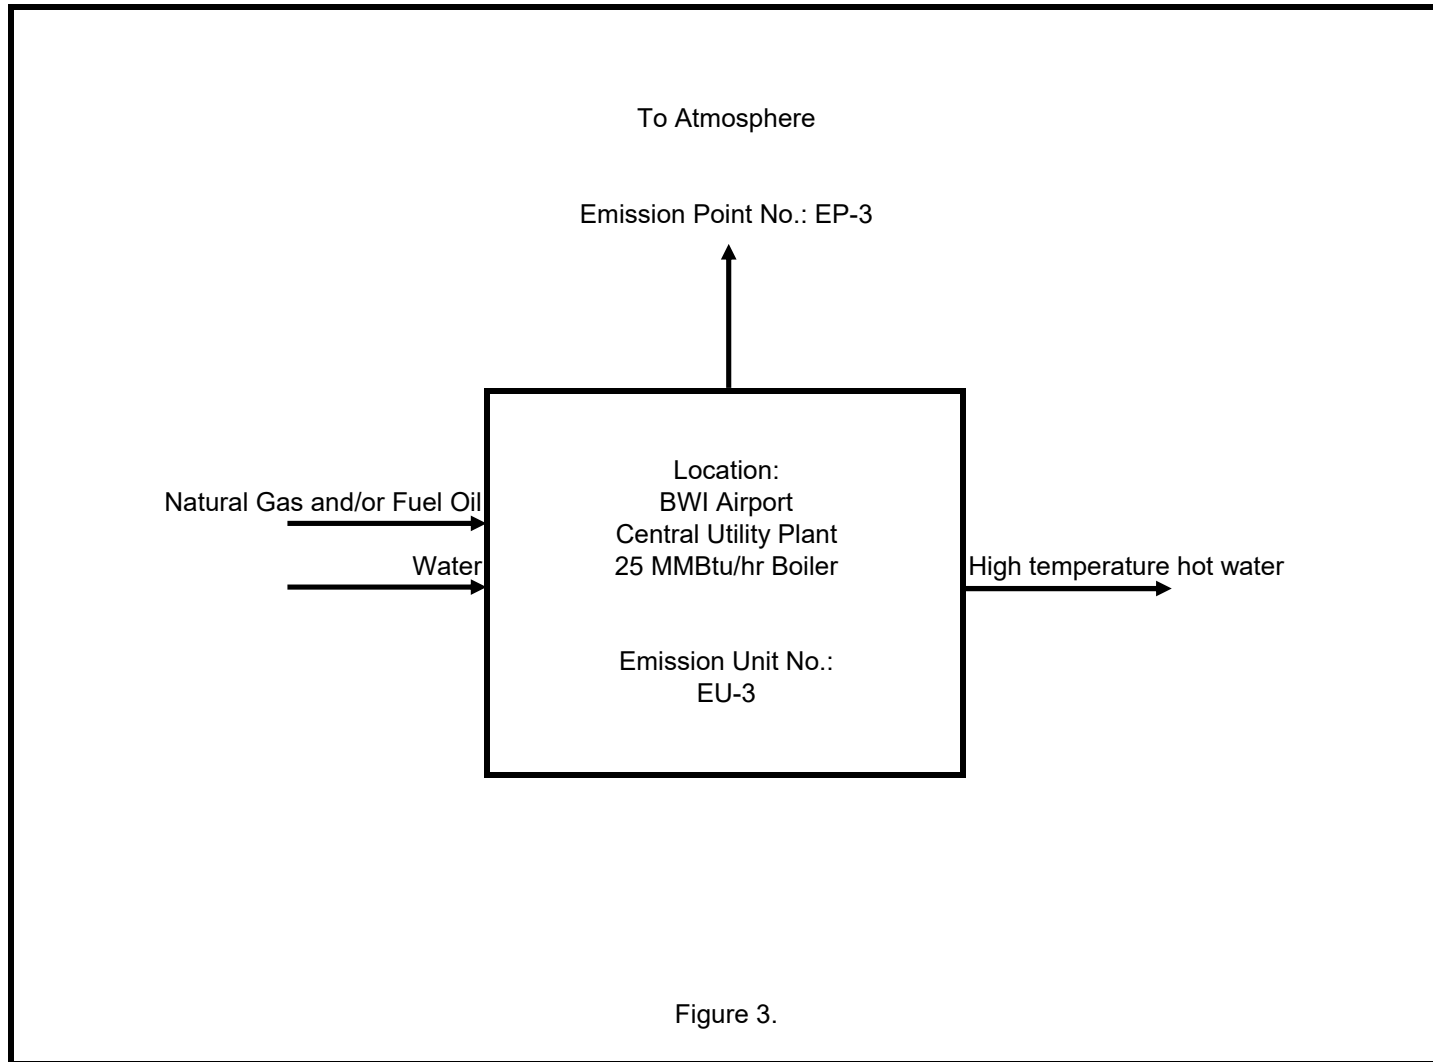 To Atmosphere
Emission Point No.: EP-3
Natural Gas and/or Fuel Oil
Water
Location:
BWI Airport
Central Utility Plant
25 MMBtu/hr Boiler
Emission Unit No.:
EU-3
High temperature hot water
Figure 3.